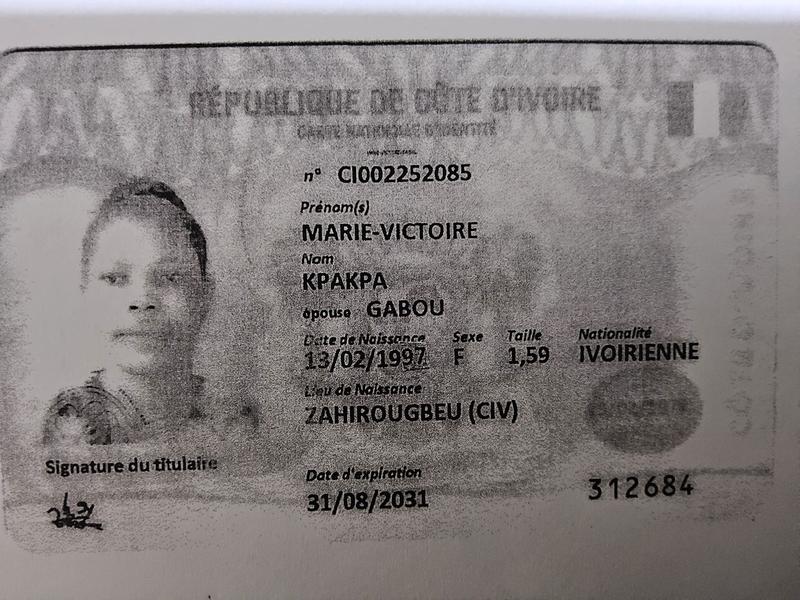 RÉPUBLIQUE DE CÔTE D'IVOIRE
CARTE NATIONALE D'IDENTITÉ
n° CI002252085
Prénom(s)
MARIE-VICTOIRE
Nom
KPAKPA
épouse GABOU
Date de Naissance Sexe Taille Nationalité
13/02/1997 F 1,59 IVOIRIENNE
Lieu de Naissance
ZAHIROUGBEU (CIV)
Signature du titulaire
Date d'expiration
31/08/2031
312684